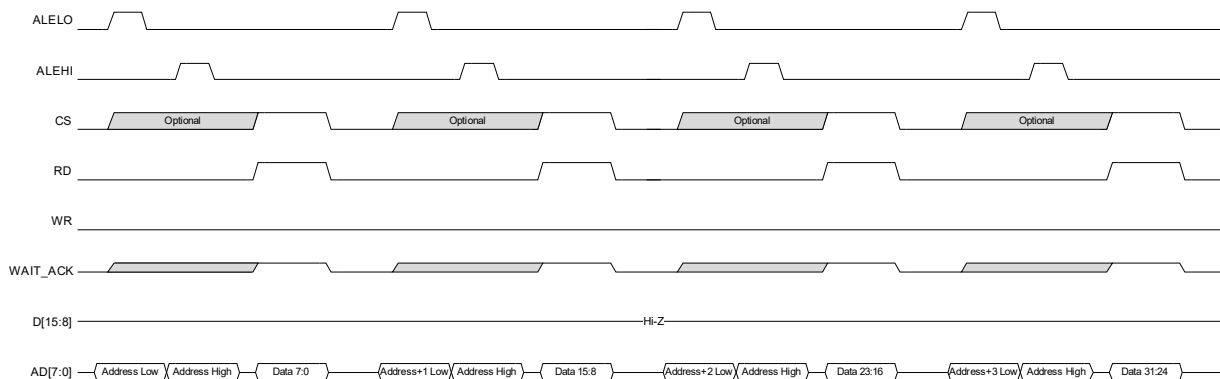 ALELO
ALEHI
CS Optional Optional Optional Optional
RD
WR
WAIT_ACK
D[15:8] Hi-Z
AD[7:0] Address Low Address High Data 7:0 Address+1 Low Address High Data 15:8 Address+2 Low Address High Data 23:16 Address+3 Low Address High Data 31:24